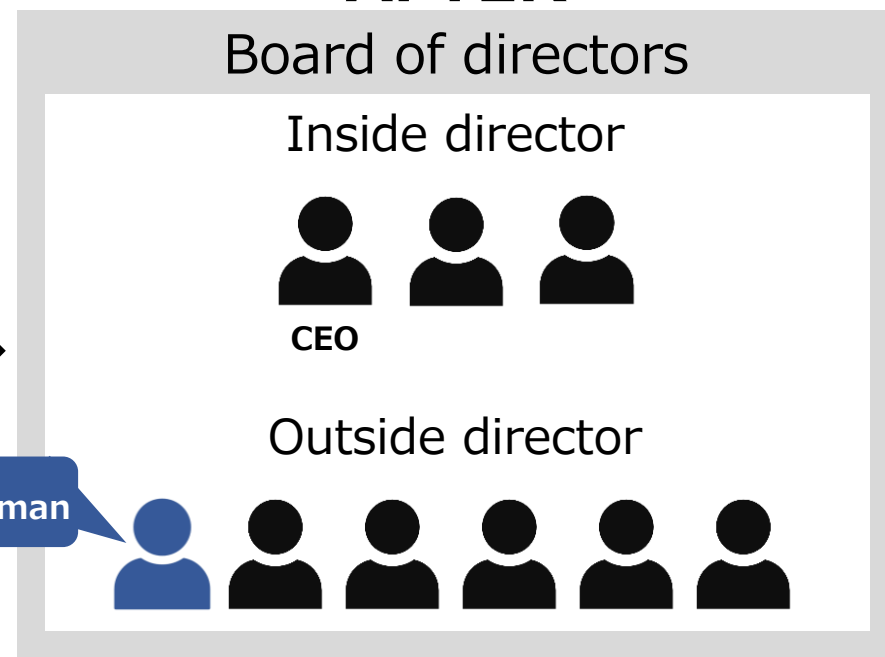 Board of directors
Inside director
CEO
Outside director
man